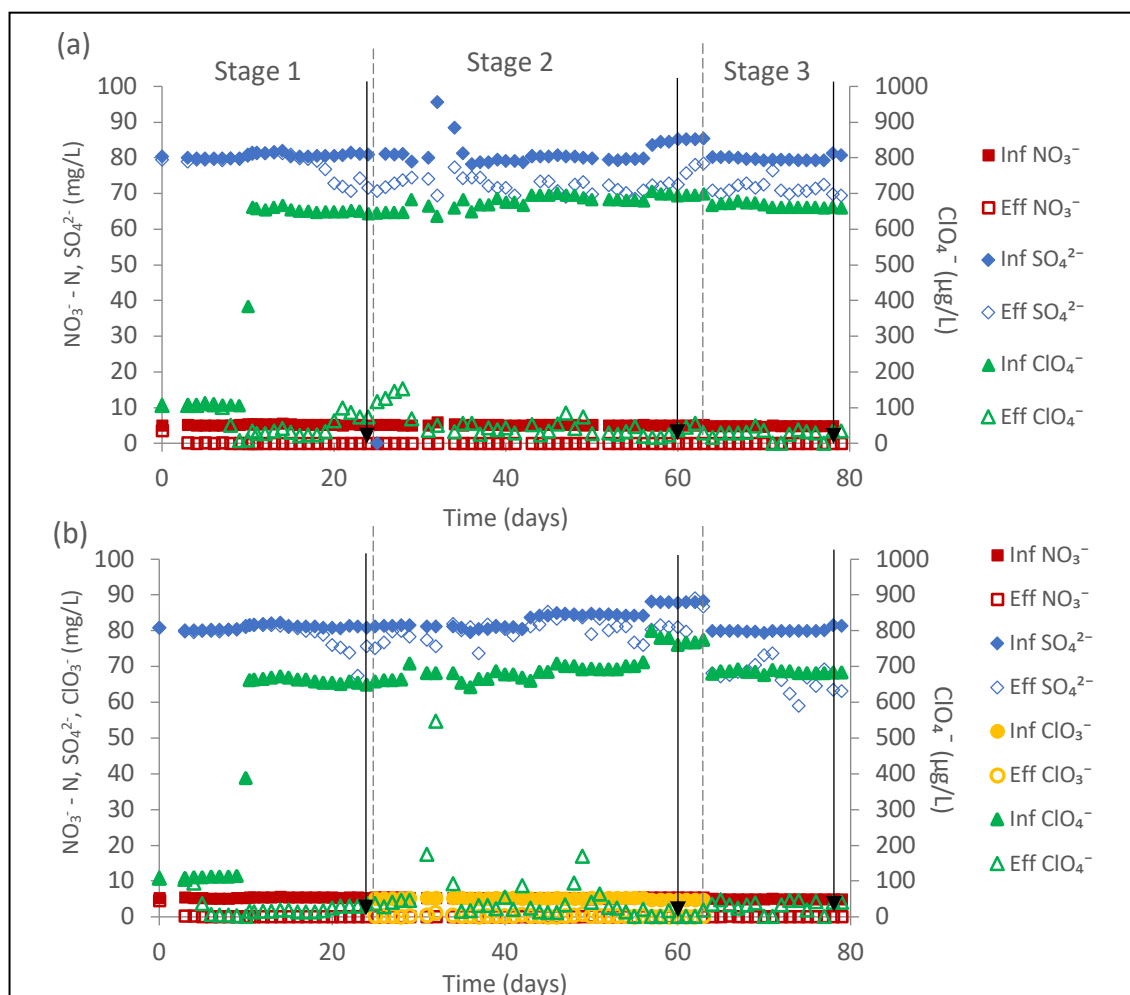 (a)
Stage 1
Stage 2
Stage 3
100
90
80
70
60
50
40
30
20
10
0
NO₃⁻ - N, SO₄²⁻ (mg/L)
1000
900
800
700
600
500
400
300
200
100
0
ClO₄⁻ (µg/L)
0
20
40
60
80
Time (days)
Inf NO₃⁻
Eff NO₃⁻
Inf SO₄²⁻
Eff SO₄²⁻
Inf ClO₄⁻
Eff ClO₄⁻
(b)
100
90
80
70
60
50
40
30
20
10
0
NO₃⁻ - N, SO₄²⁻, ClO₃⁻ (mg/L)
1000
900
800
700
600
500
400
300
200
100
0
ClO₄⁻ (µg/L)
0
20
40
60
80
Time (days)
Inf NO₃⁻
Eff NO₃⁻
Inf SO₄²⁻
Eff SO₄²⁻
Inf ClO₃⁻
Eff ClO₃⁻
Inf ClO₄⁻
Eff ClO₄⁻